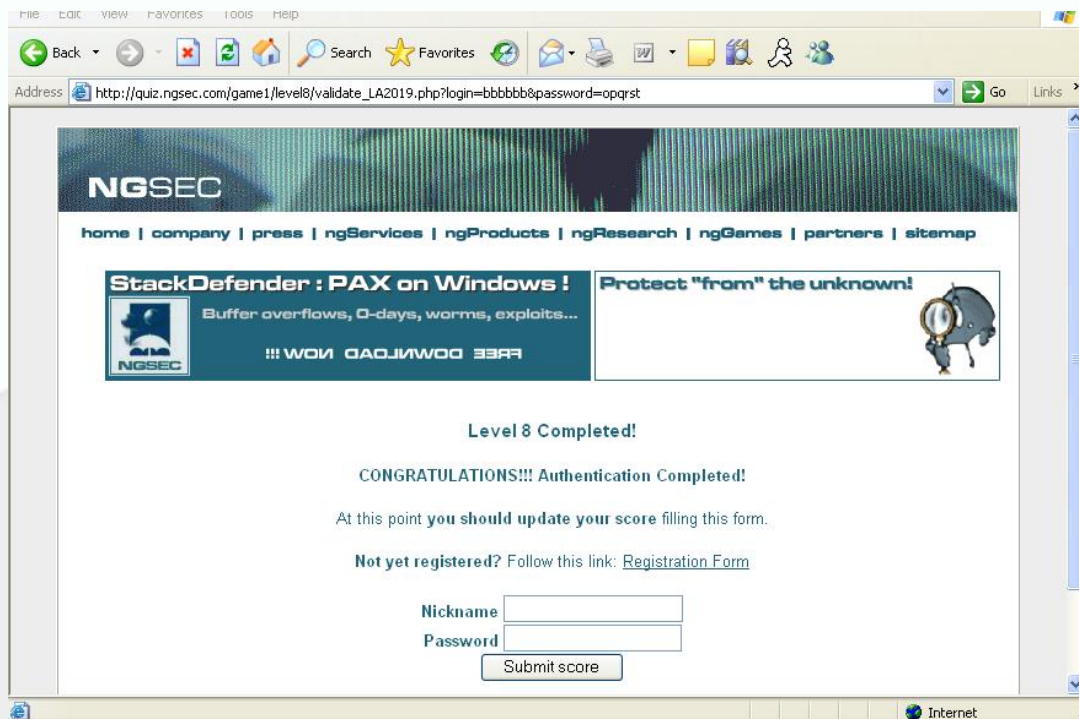 File Edit View Favorites Tools Help
Back Search Favorites
Address http://quiz.ngsec.com/game1/level8/validate_LA2019.php?login=bbbbbb&password=opqrst Go Links
NGSEC
home | company | press | ngServices | ngProducts | ngResearch | ngGames | partners | sitemap
StackDefender : PAX on Windows !
Buffer overflows, 0-days, worms, exploits...
FREE DOWNLOAD NOW !!!
NGSEC
Protect "from" the unknown!
Level 8 Completed!
CONGRATULATIONS!!! Authentication Completed!
At this point you should update your score filling this form.
Not yet registered? Follow this link: Registration Form
Nickname
Password
Submit score
Internet